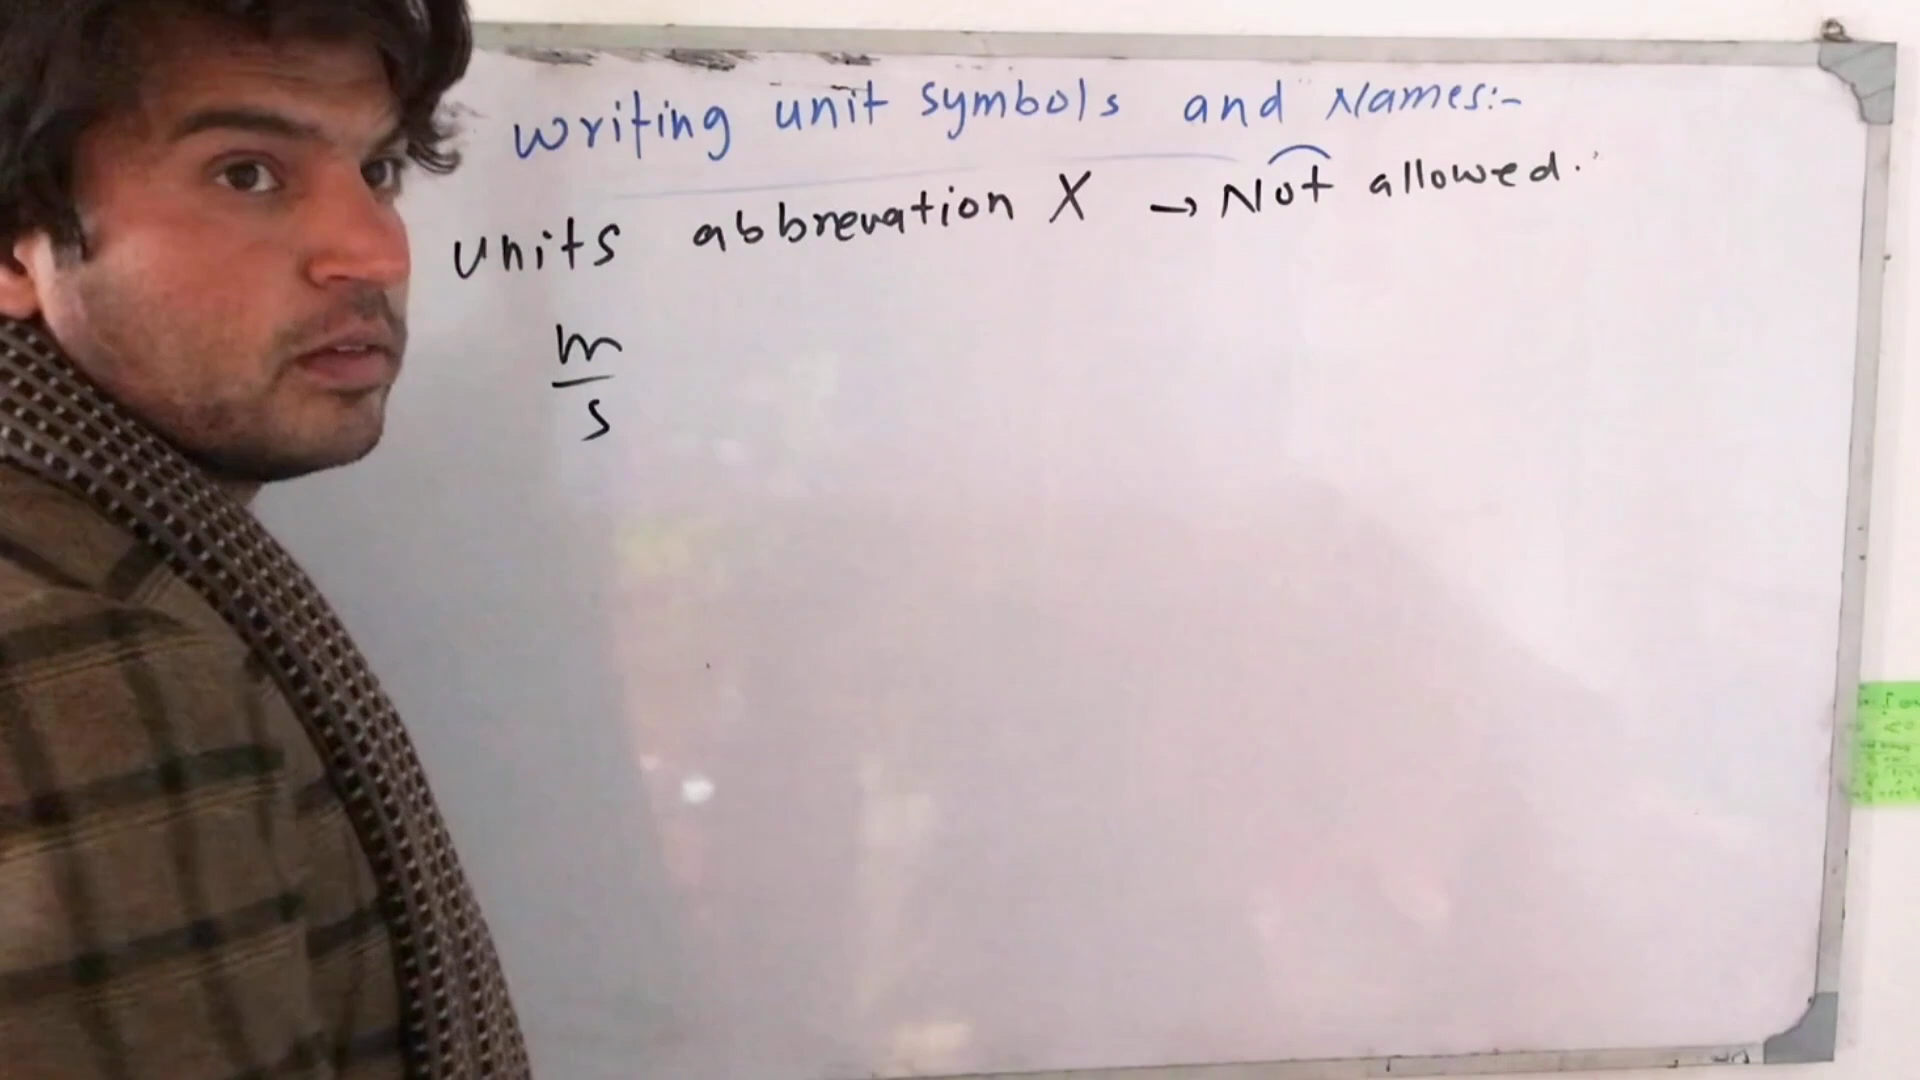 Writing unit symbols and Names:-
units abbrevation X → Not allowed.
m
s